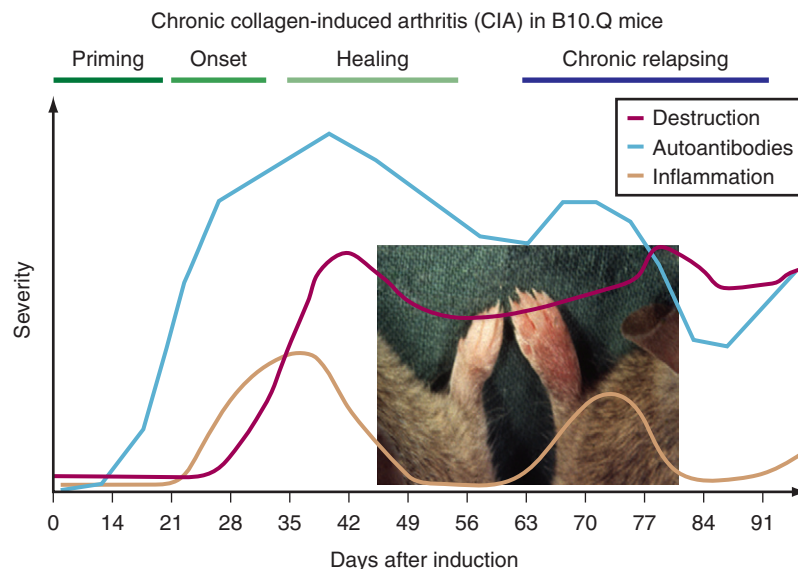 Chronic collagen-induced arthritis (CIA) in B10.Q mice
Priming Onset Healing Chronic relapsing
Destruction
Autoantibodies
Inflammation
Severity
0 14 21 28 35 42 49 56 63 70 77 84 91
Days after induction